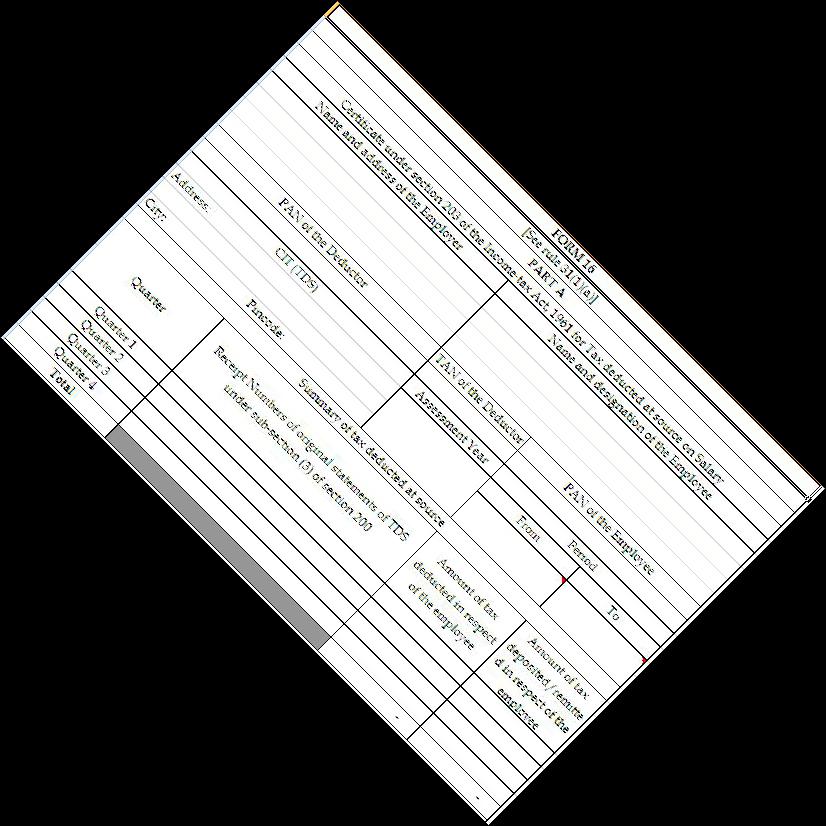 FORM 16
[See rule 31(1)(a)]
PART A
Certificate under section 203 of the Income-tax Act, 1961 for Tax deducted at source on Salary
Name and address of the Employer
Name and designation of the Employee
PAN of the Deductor
TAN of the Deductor
PAN of the Employee
CIT (TDS)
Assessment Year
Period
Address:
From
To
City:
Pincode:
Summary of tax deducted at source
Quarter
Receipt Numbers of original statements of TDS
under sub-section (3) of section 200
Amount of tax
deducted in respect
of the employee
Amount of tax
deposited/remitte
d in respect of the
employee
Quarter 1
Quarter 2
Quarter 3
Quarter 4
Total
-
-